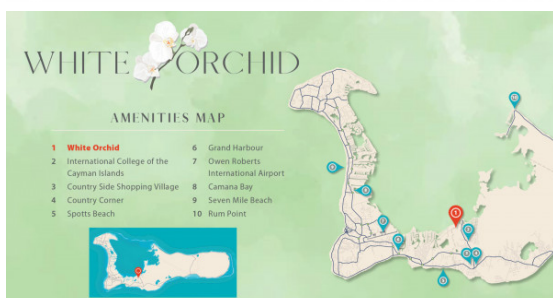 WHITE ORCHID
AMENITIES MAP
1 White Orchid
2 International College of the
Cayman Islands
3 Country Side Shopping Village
4 Country Corner
5 Spotts Beach
6 Grand Harbour
7 Owen Roberts
International Airport
8 Camana Bay
9 Seven Mile Beach
10 Rum Point
1